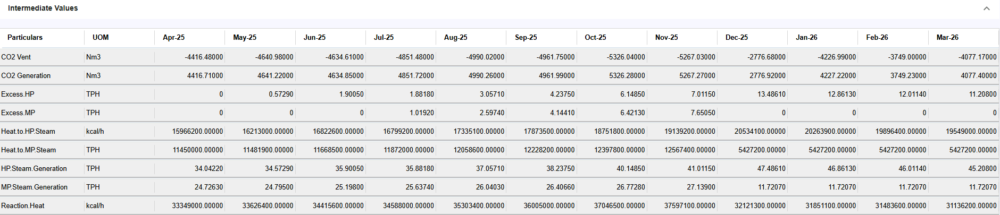 Intermediate Values
Particulars UOM Apr-25 May-25 Jun-25 Jul-25 Aug-25 Sep-25 Oct-25 Nov-25 Dec-25 Jan-26 Feb-26 Mar-26
CO2 Vent Nm3 -4416.48000 -4640.98000 -4634.61000 -4851.48000 -4990.02000 -4961.75000 -5326.04000 -5267.03000 -2776.68000 -4226.99000 -3749.00000 -4077.17000
CO2 Generation Nm3 4416.71000 4641.22000 4634.85000 4851.72000 4990.26000 4961.99000 5326.28000 5267.27000 2776.92000 4227.22000 3749.23000 4077.40000
Excess.HP TPH 0 0.57290 1.90050 1.88180 3.05710 4.23750 6.14850 7.01150 13.48610 12.86130 12.01140 11.20800
Excess.MP TPH 0 0 0 1.01920 2.59740 4.14410 6.42130 7.65050 0 0 0 0
Heat.to.HP.Steam kcal/h 15966200.00000 16213000.00000 16822600.00000 16799200.00000 17335100.00000 17873500.00000 18751800.00000 19139200.00000 20534100.00000 20263900.00000 19896400.00000 19549000.00000
Heat.to.MP.Steam TPH 11450000.00000 11481900.00000 11668500.00000 11872000.00000 12058600.00000 12228200.00000 12397800.00000 12567400.00000 5427200.00000 5427200.00000 5427200.00000 5427200.00000
HP.Steam.Generation TPH 34.04220 34.57290 35.90050 35.88180 37.05710 38.23750 40.14850 41.01150 47.48610 46.86130 46.01140 45.20800
MP.Steam.Generation TPH 24.72630 24.79500 25.19800 25.63740 26.04030 26.40660 26.77280 27.13900 11.72070 11.72070 11.72070 11.72070
Reaction.Heat kcal/h 33349000.00000 33626400.00000 34415600.00000 34588000.00000 35303400.00000 36005000.00000 37046500.00000 37597100.00000 32121300.00000 31851100.00000 31483600.00000 31136200.00000